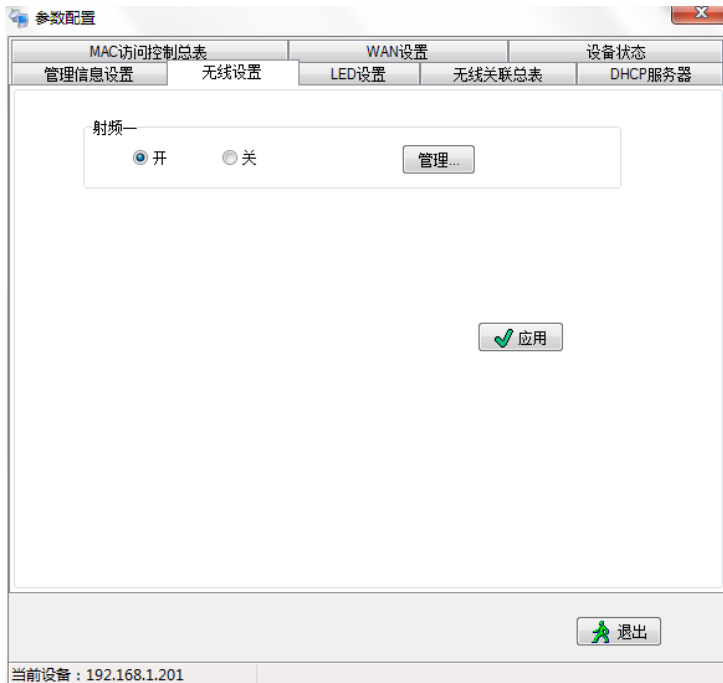 参数配置
MAC访问控制总表 WAN设置 设备状态
管理信息设置 无线设置 LED设置 无线关联总表 DHCP服务器
射频一
开 关 管理...
应用
退出
当前设备：192.168.1.201